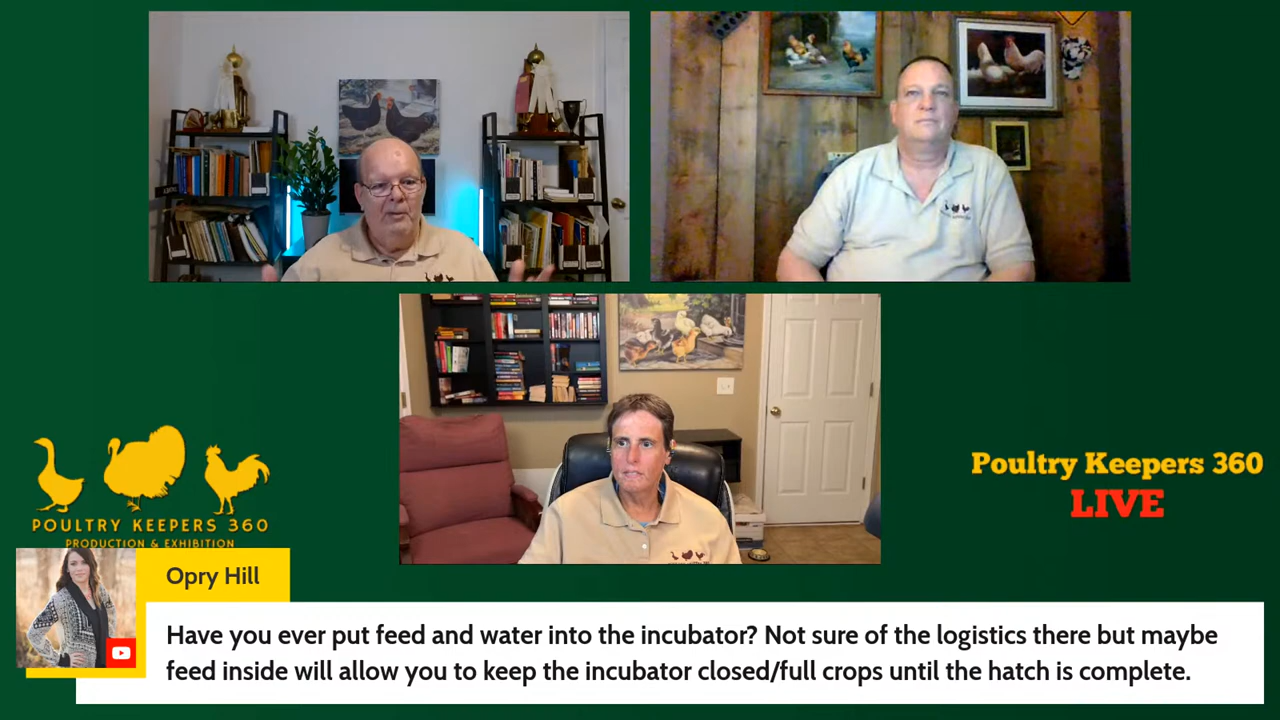 POULTRY KEEPERS 360
PRODUCTION & EXHIBITION
Poultry Keepers 360
LIVE
Opry Hill
Have you ever put feed and water into the incubator? Not sure of the logistics there but maybe
feed inside will allow you to keep the incubator closed/full crops until the hatch is complete.